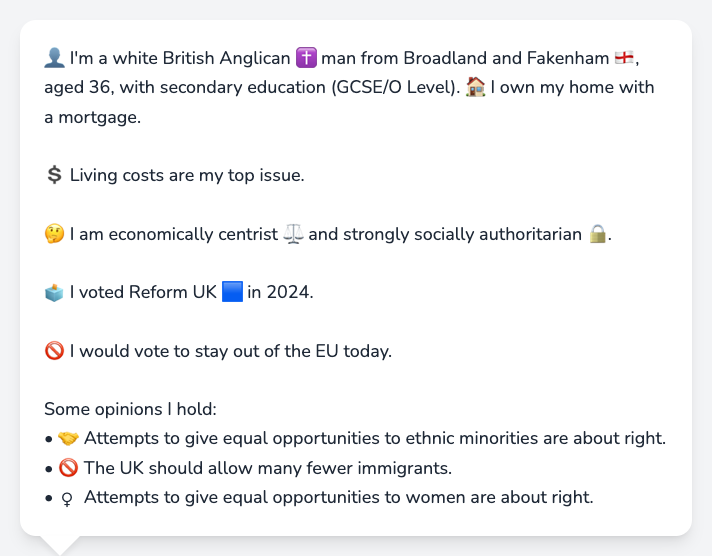 👤 I'm a white British Anglican ✝️ man from Broadland and Fakenham 🏴󠁧󠁢󠁥󠁮󠁧󠁿,
aged 36, with secondary education (GCSE/O Level). 🏠 I own my home with
a mortgage.
💲 Living costs are my top issue.
🤔 I am economically centrist ⚖️ and strongly socially authoritarian 🔒.
🗳️ I voted Reform UK 🟦 in 2024.
🚫 I would vote to stay out of the EU today.
Some opinions I hold:
• 🤝 Attempts to give equal opportunities to ethnic minorities are about right.
• 🚫 The UK should allow many fewer immigrants.
• ♀ Attempts to give equal opportunities to women are about right.